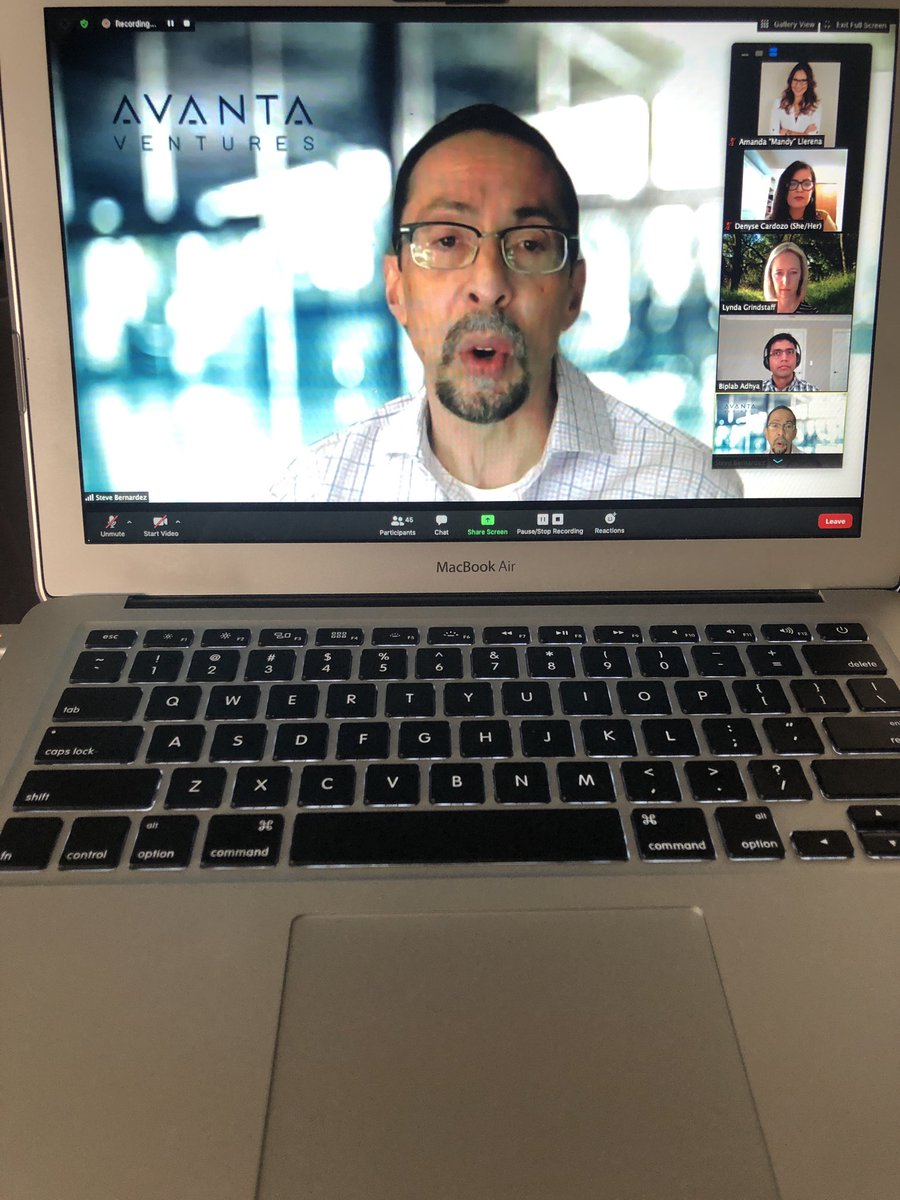 Recording...
Gallery View
Exit Full Screen
AVANTA
VENTURES
Amanda "Mandy" Llerena
Denyse Cardozo (She/Her)
Lynda Grindstaff
Biplab Adhya
AVANTA
Steve Bernardez
Steve Bernardez
Unmute
Start Video
Participants
45
Chat
Share Screen
Pause/Stop Recording
Reactions
Leave
MacBook Air
esc F1 F2 F3 F4 F5 F6 F7 F8 F9 F10 F11 F12
~ ! @ # $ % ^ & * ( ) _ +
` 1 2 3 4 5 6 7 8 9 0 - = delete
tab Q W E R T Y U I O P { } |
[ ] \
caps lock A S D F G H J K L : "
; '
shift Z X C V B N M < > ?
, . /
fn control alt option ⌘ command ⌘ command alt option